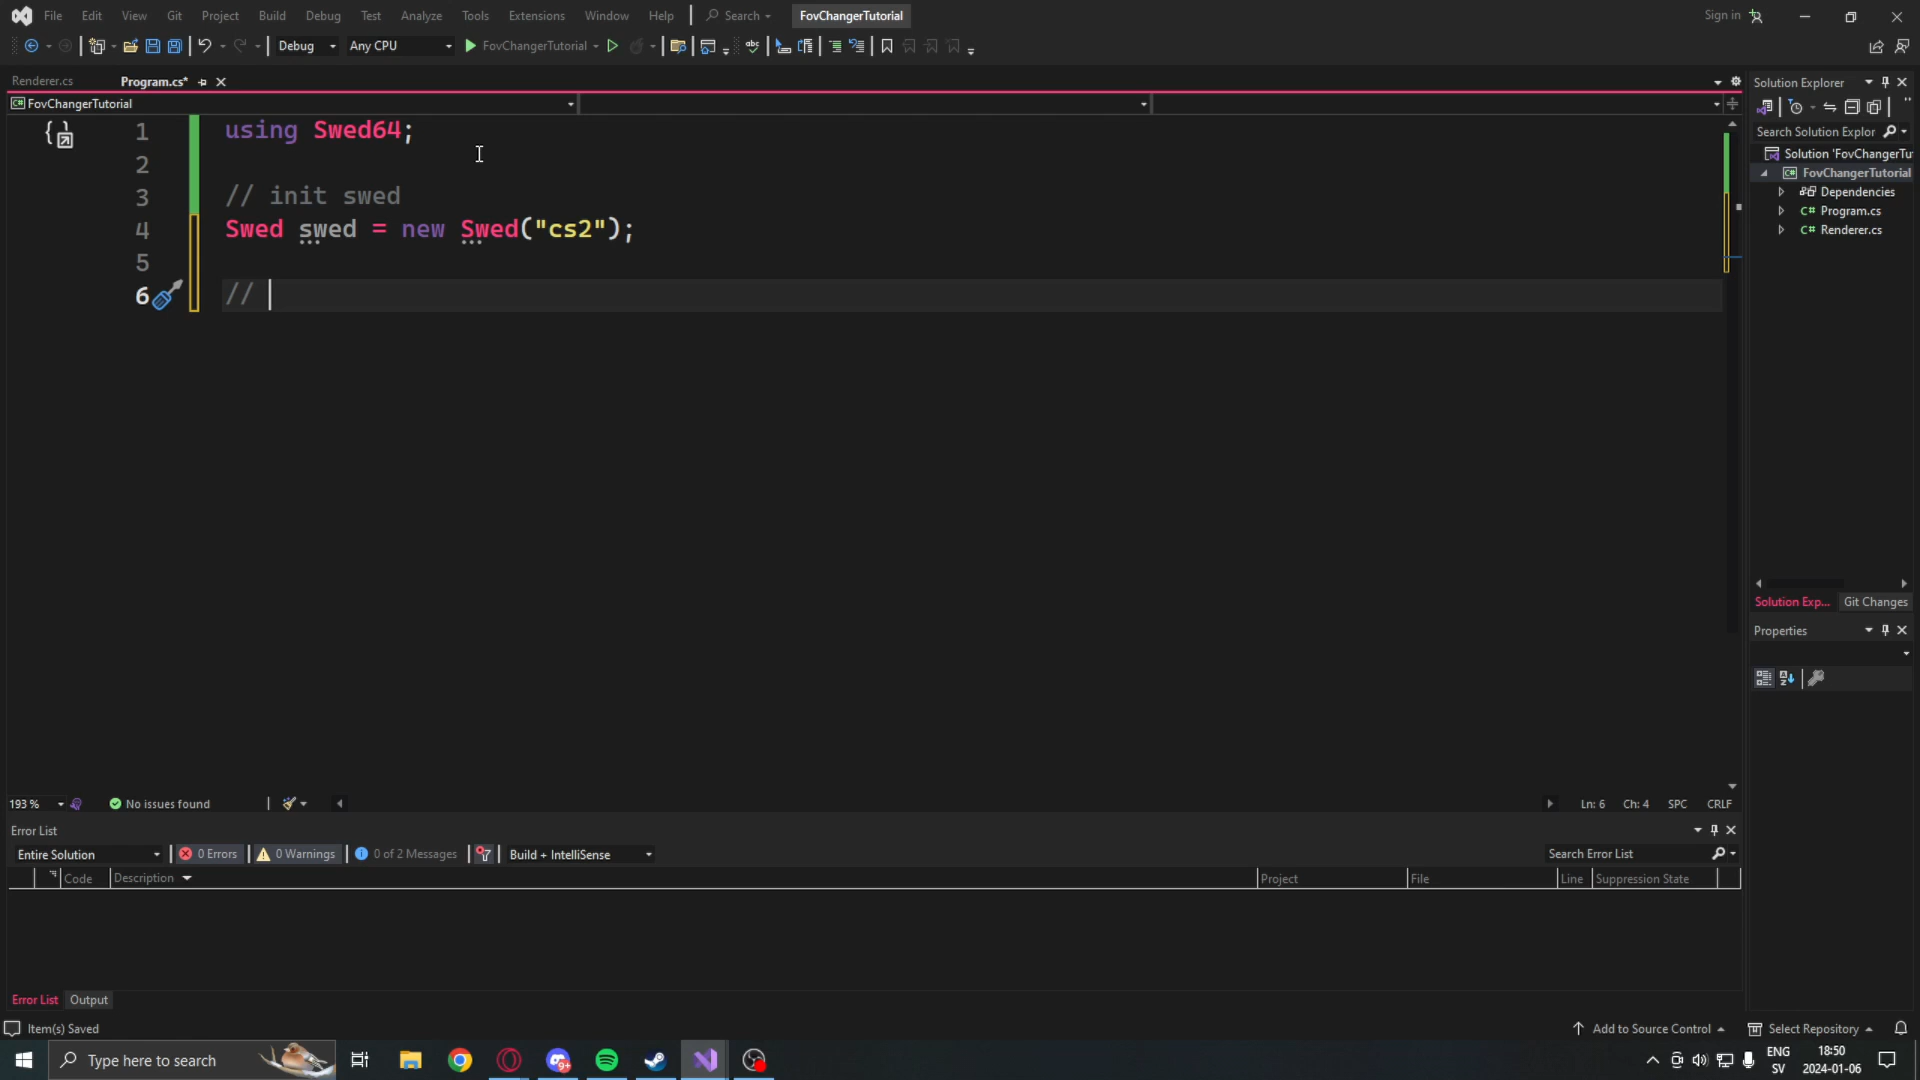 File Edit View Git Project Build Debug Test Analyze Tools Extensions Window Help Search FovChangerTutorial Sign in
Debug Any CPU FovChangerTutorial
Renderer.cs Program.cs* Solution Explorer
FovChangerTutorial
Search Solution Explor
Solution 'FovChangerTu
FovChangerTutorial
Dependencies
Program.cs
Renderer.cs
1 using Swed64;
2
3 // init swed
4 Swed swed = new Swed("cs2");
5
6 //
Solution Exp... Git Changes
Properties
193 % No issues found Ln: 6 Ch: 4 SPC CRLF
Error List
Entire Solution 0 Errors 0 Warnings 0 of 2 Messages Build + IntelliSense Search Error List
Code Description Project File Line Suppression State
Error List Output
Item(s) Saved Add to Source Control Select Repository
Type here to search ENG 18:50
SV 2024-01-06